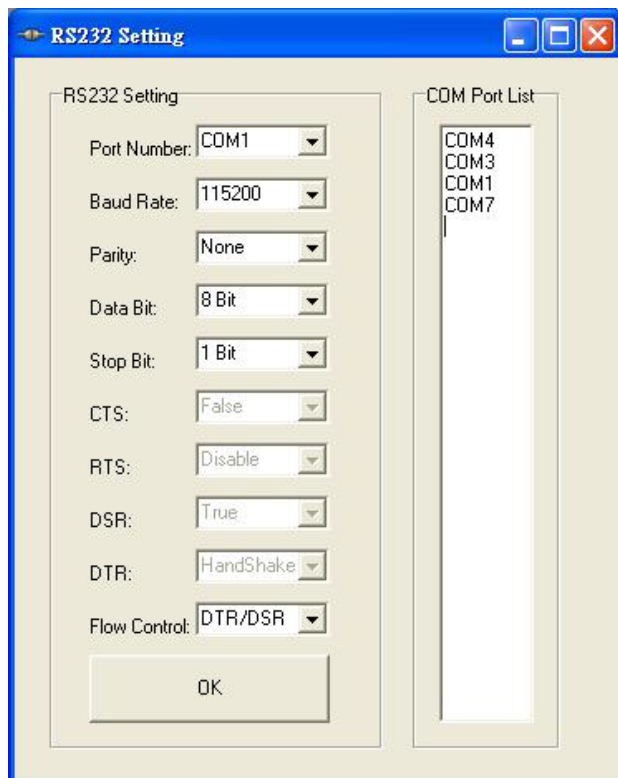 RS232 Setting
RS232 Setting
Port Number: COM1
Baud Rate: 115200
Parity: None
Data Bit: 8 Bit
Stop Bit: 1 Bit
CTS: False
RTS: Disable
DSR: True
DTR: HandShake
Flow Control: DTR/DSR
OK
COM Port List
COM4
COM3
COM1
COM7